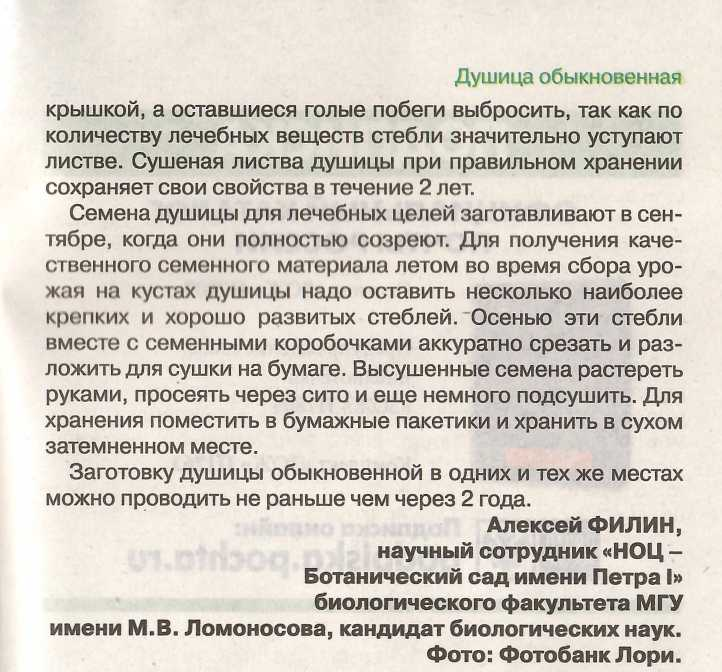 Душица обыкновенная
крышкой, а оставшиеся голые побеги выбросить, так как по
количеству лечебных веществ стебли значительно уступают
листве. Сушеная листва душицы при правильном хранении
сохраняет свои свойства в течение 2 лет.
Семена душицы для лечебных целей заготавливают в сен-
тябре, когда они полностью созреют. Для получения каче-
ственного семенного материала летом во время сбора уро-
жая на кустах душицы надо оставить несколько наиболее
крепких и хорошо развитых стеблей. Осенью эти стебли
вместе с семенными коробочками аккуратно срезать и раз-
ложить для сушки на бумаге. Высушенные семена растереть
руками, просеять через сито и еще немного подсушить. Для
хранения поместить в бумажные пакетики и хранить в сухом
затемненном месте.
Заготовку душицы обыкновенной в одних и тех же местах
можно проводить не раньше чем через 2 года.
Алексей ФИЛИН,
научный сотрудник «НОЦ –
Ботанический сад имени Петра I»
биологического факультета МГУ
имени М.В. Ломоносова, кандидат биологических наук.
Фото: Фотобанк Лори.